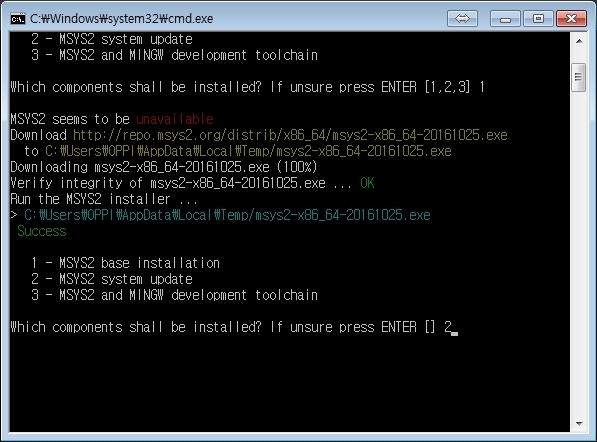 C:₩Windows₩system32₩cmd.exe
2 - MSYS2 system update
3 - MSYS2 and MINGW development toolchain
Which components shall be installed? If unsure press ENTER [1,2,3] 1
MSYS2 seems to be unavailable
Download http://repo.msys2.org/distrib/x86_64/msys2-x86_64-20161025.exe
to C:₩Users₩OPPI₩AppData₩Local₩Temp/msys2-x86_64-20161025.exe
Downloading msys2-x86_64-20161025.exe (100%)
Verify integrity of msys2-x86_64-20161025.exe ... OK
Run the MSYS2 installer ...
> C:₩Users₩OPPI₩AppData₩Local₩Temp/msys2-x86_64-20161025.exe
Success
1 - MSYS2 base installation
2 - MSYS2 system update
3 - MSYS2 and MINGW development toolchain
Which components shall be installed? If unsure press ENTER [] 2